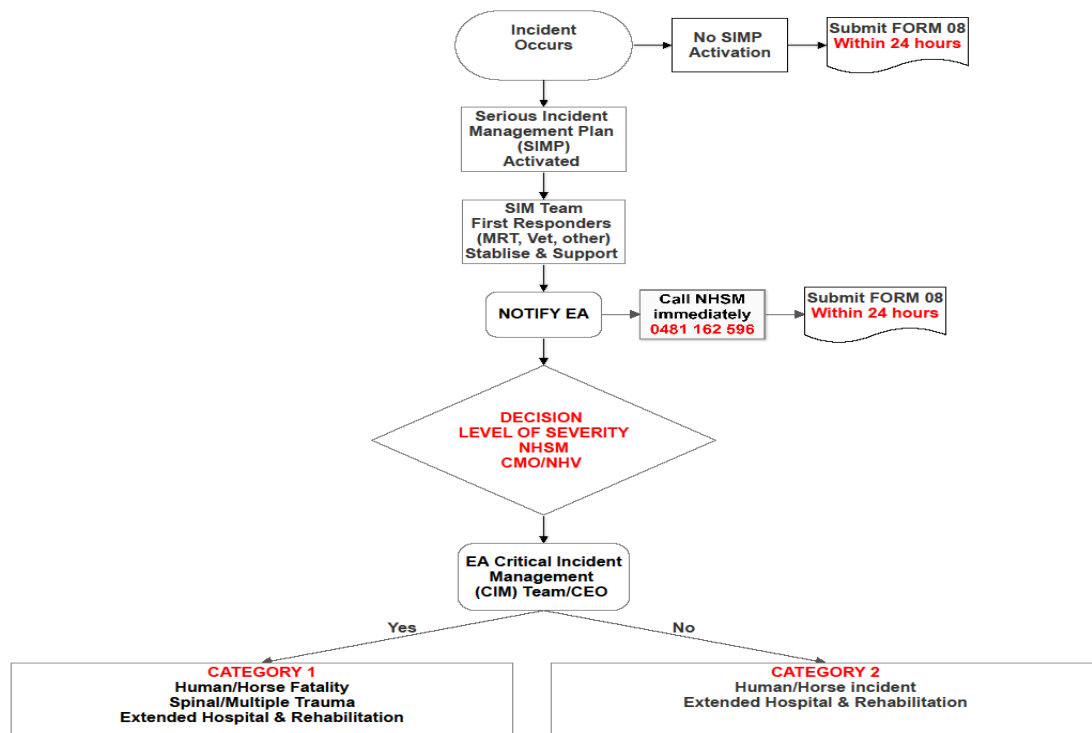 Incident
Occurs
No SIMP
Activation
Submit FORM 08
Within 24 hours
Serious Incident
Management Plan
(SIMP)
Activated
SIM Team
First Responders
(MRT, Vet, other)
Stablise & Support
NOTIFY EA
Call NHSM
immediately
0481 162 596
Submit FORM 08
Within 24 hours
DECISION
LEVEL OF SEVERITY
NHSM
CMO/NHV
EA Critical Incident
Management
(CIM) Team/CEO
Yes
No
CATEGORY 1
Human/Horse Fatality
Spinal/Multiple Trauma
Extended Hospital & Rehabilitation
CATEGORY 2
Human/Horse incident
Extended Hospital & Rehabilitation